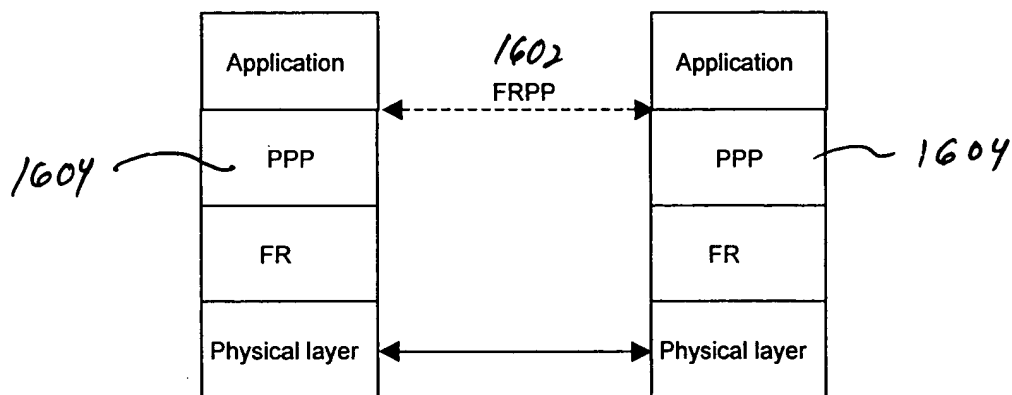 Application
1602
FRPP
Application
1604
PPP
PPP
1604
FR
FR
Physical layer
Physical layer